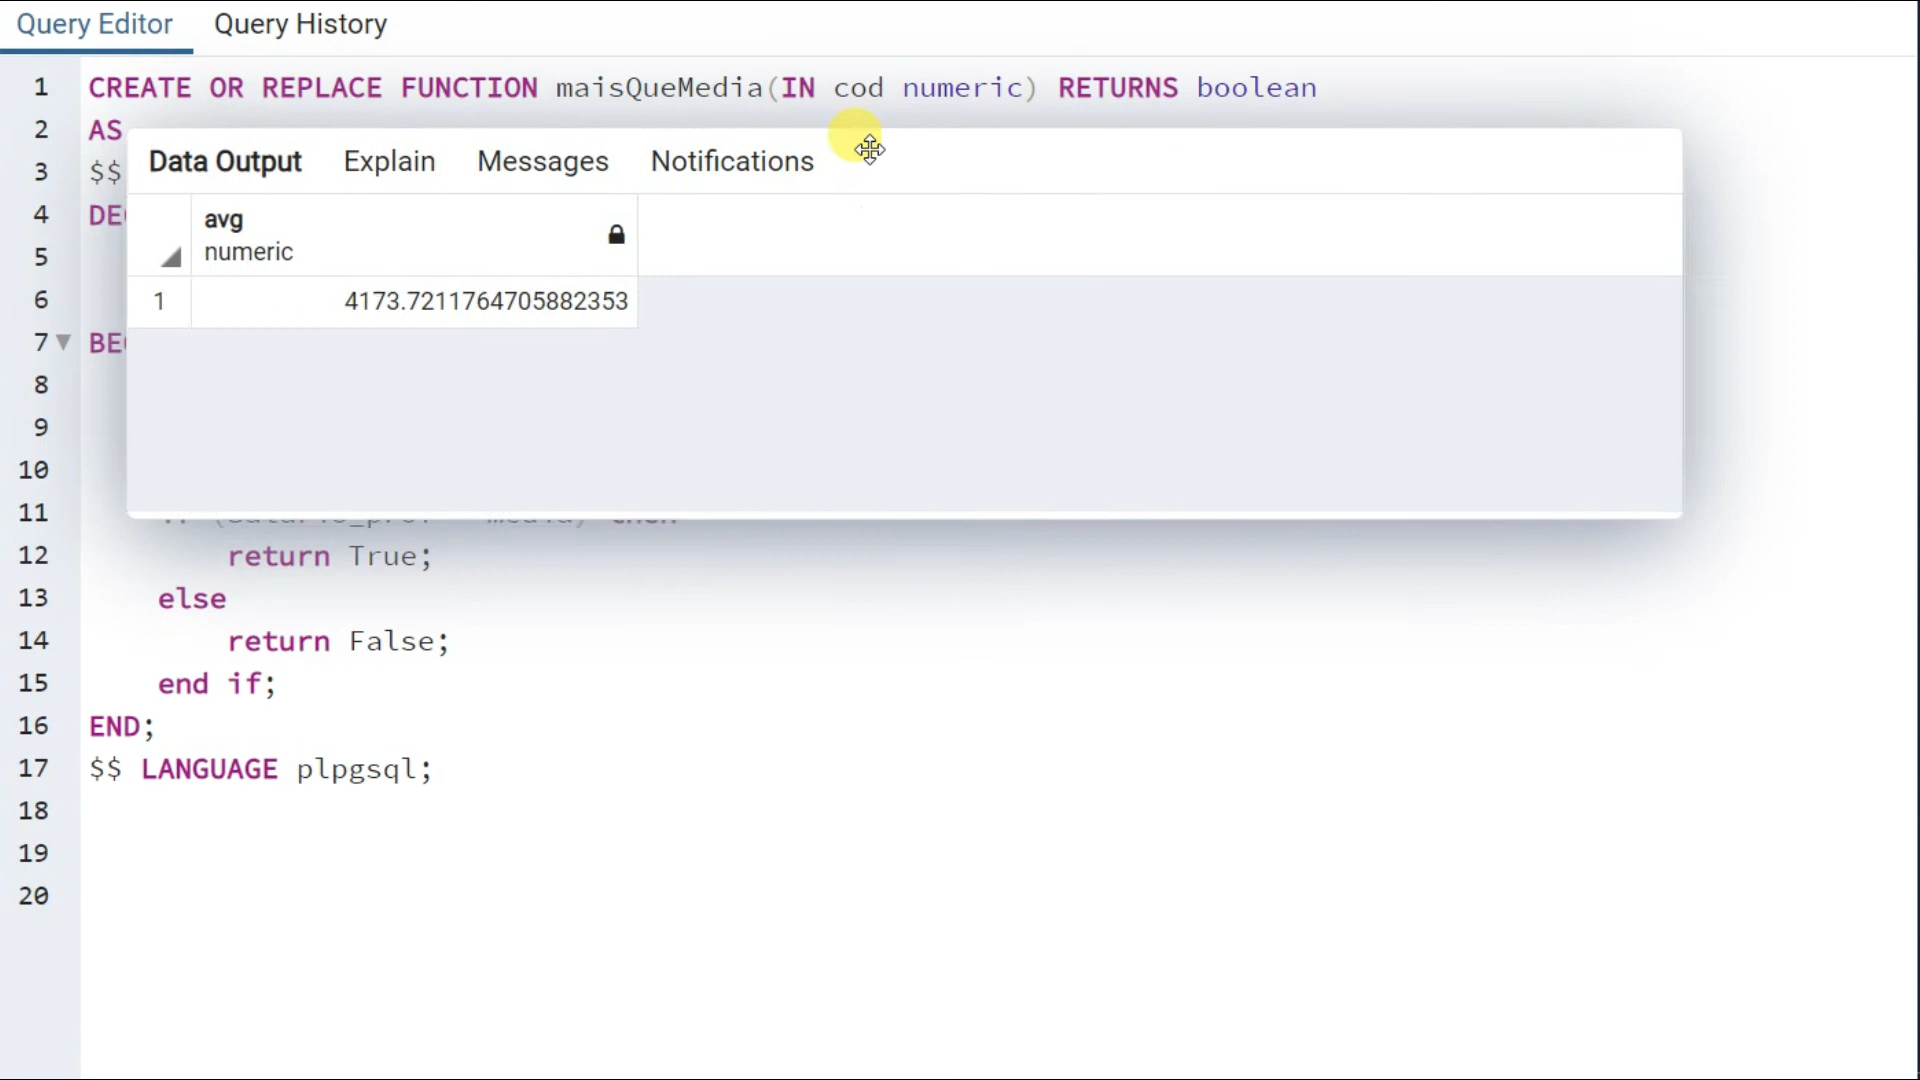 Query Editor Query History
1 CREATE OR REPLACE FUNCTION maisQueMedia(IN cod numeric) RETURNS boolean
2 AS
3 $$
4 DE
5
6
7 BE
8
9
10
11
12 return True;
13 else
14 return False;
15 end if;
16 END;
17 $$ LANGUAGE plpgsql;
18
19
20
Data Output Explain Messages Notifications
avg
numeric
1 4173.7211764705882353